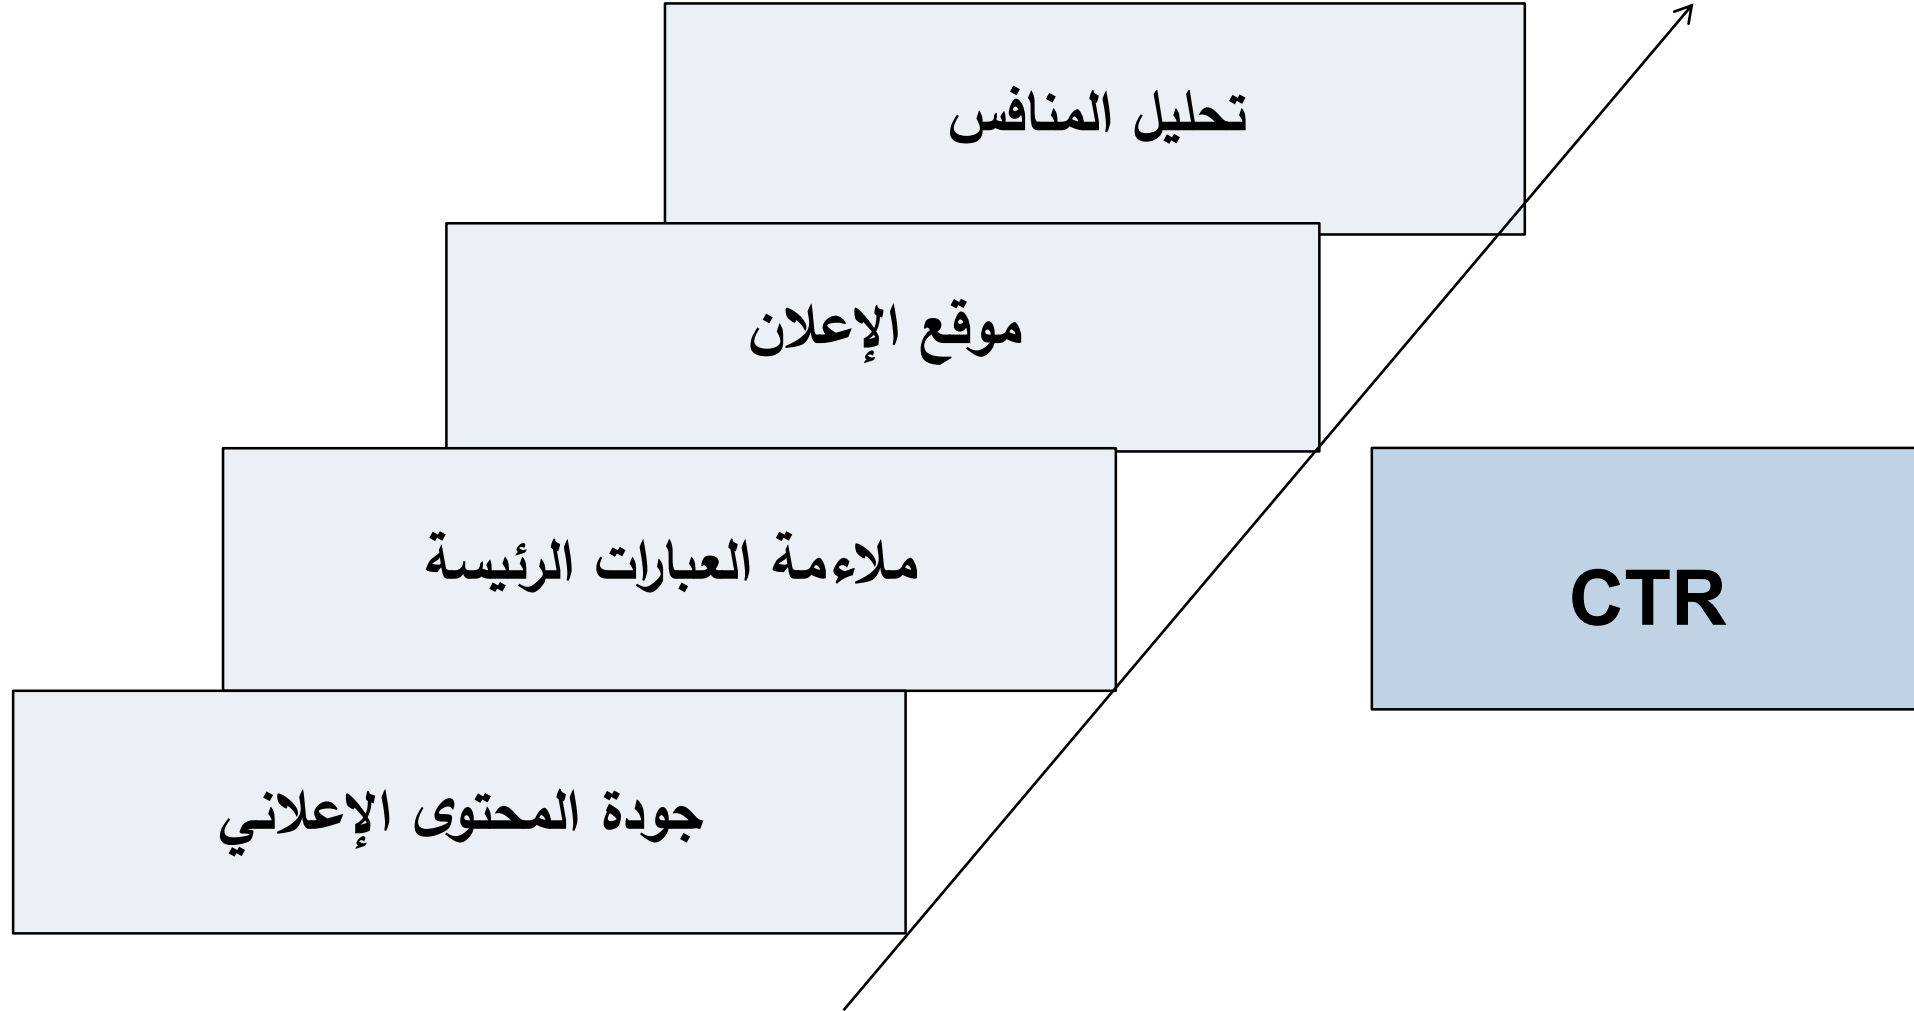 تحليل المنافس
موقع الإعلان
ملاءمة العبارات الرئيسة
CTR
جودة المحتوى الإعلاني